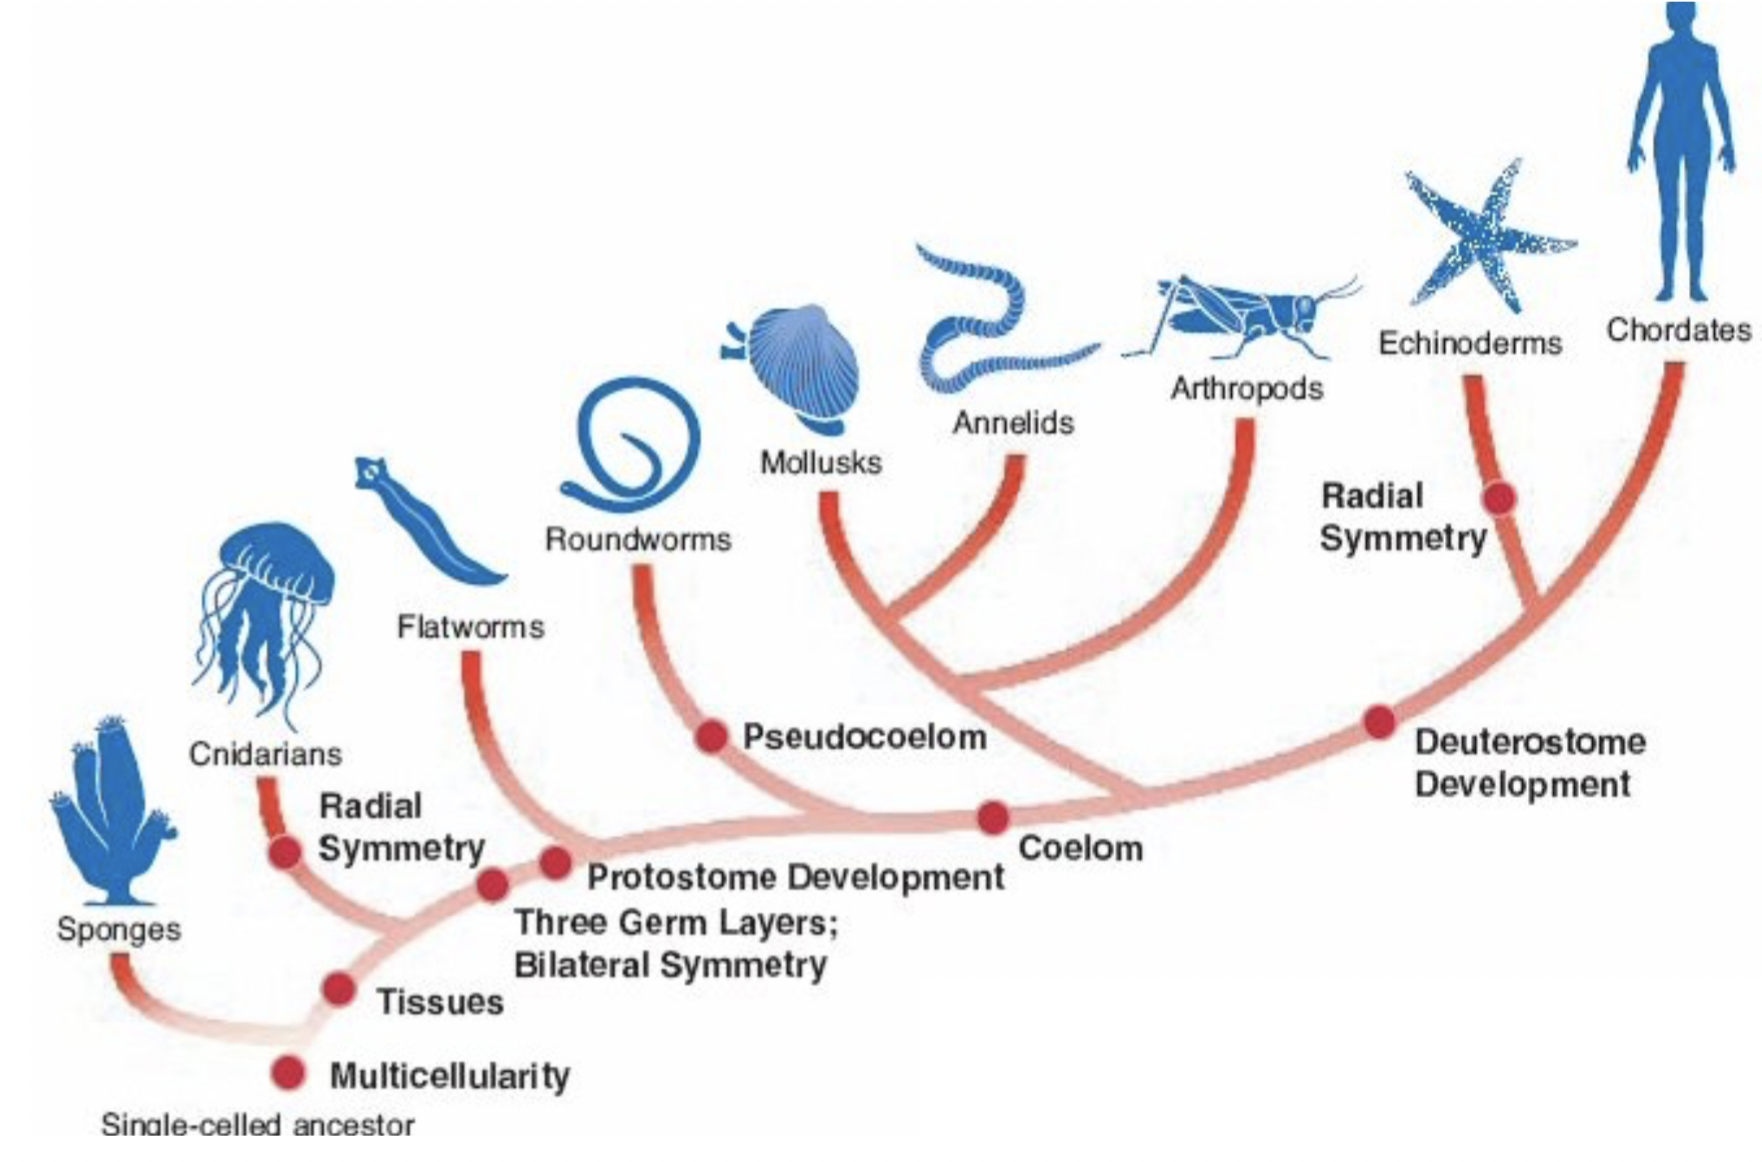 Chordates
Echinoderms
Arthropods
Annelids
Mollusks
Radial
Symmetry
Roundworms
Flatworms
Pseudocoelom
Deuterostome
Development
Cnidarians
Radial
Symmetry
Coelom
Protostome Development
Three Germ Layers;
Bilateral Symmetry
Sponges
Tissues
Multicellularity
Single-celled ancestor